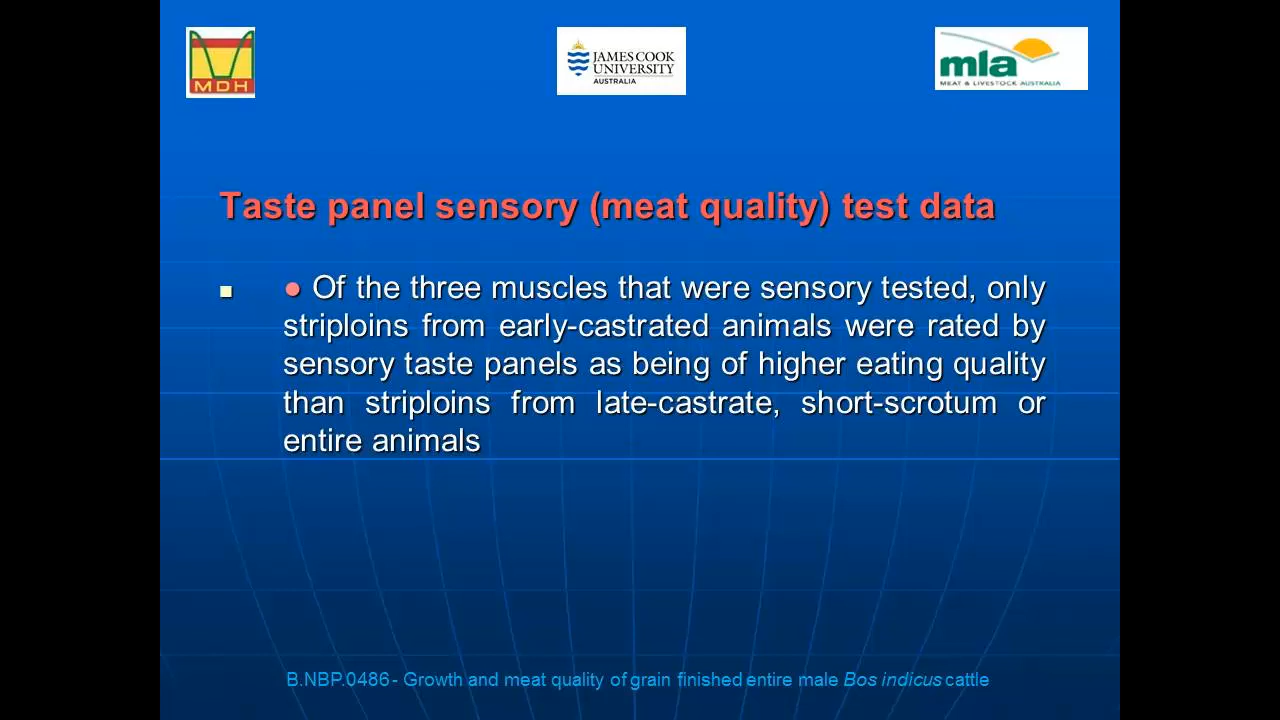 MDH
JAMES COOK
UNIVERSITY
AUSTRALIA
mla
MEAT & LIVESTOCK AUSTRALIA
Taste panel sensory (meat quality) test data
● Of the three muscles that were sensory tested, only
striploins from early-castrated animals were rated by
sensory taste panels as being of higher eating quality
than striploins from late-castrate, short-scrotum or
entire animals
B.NBP.0486 - Growth and meat quality of grain finished entire male Bos indicus cattle